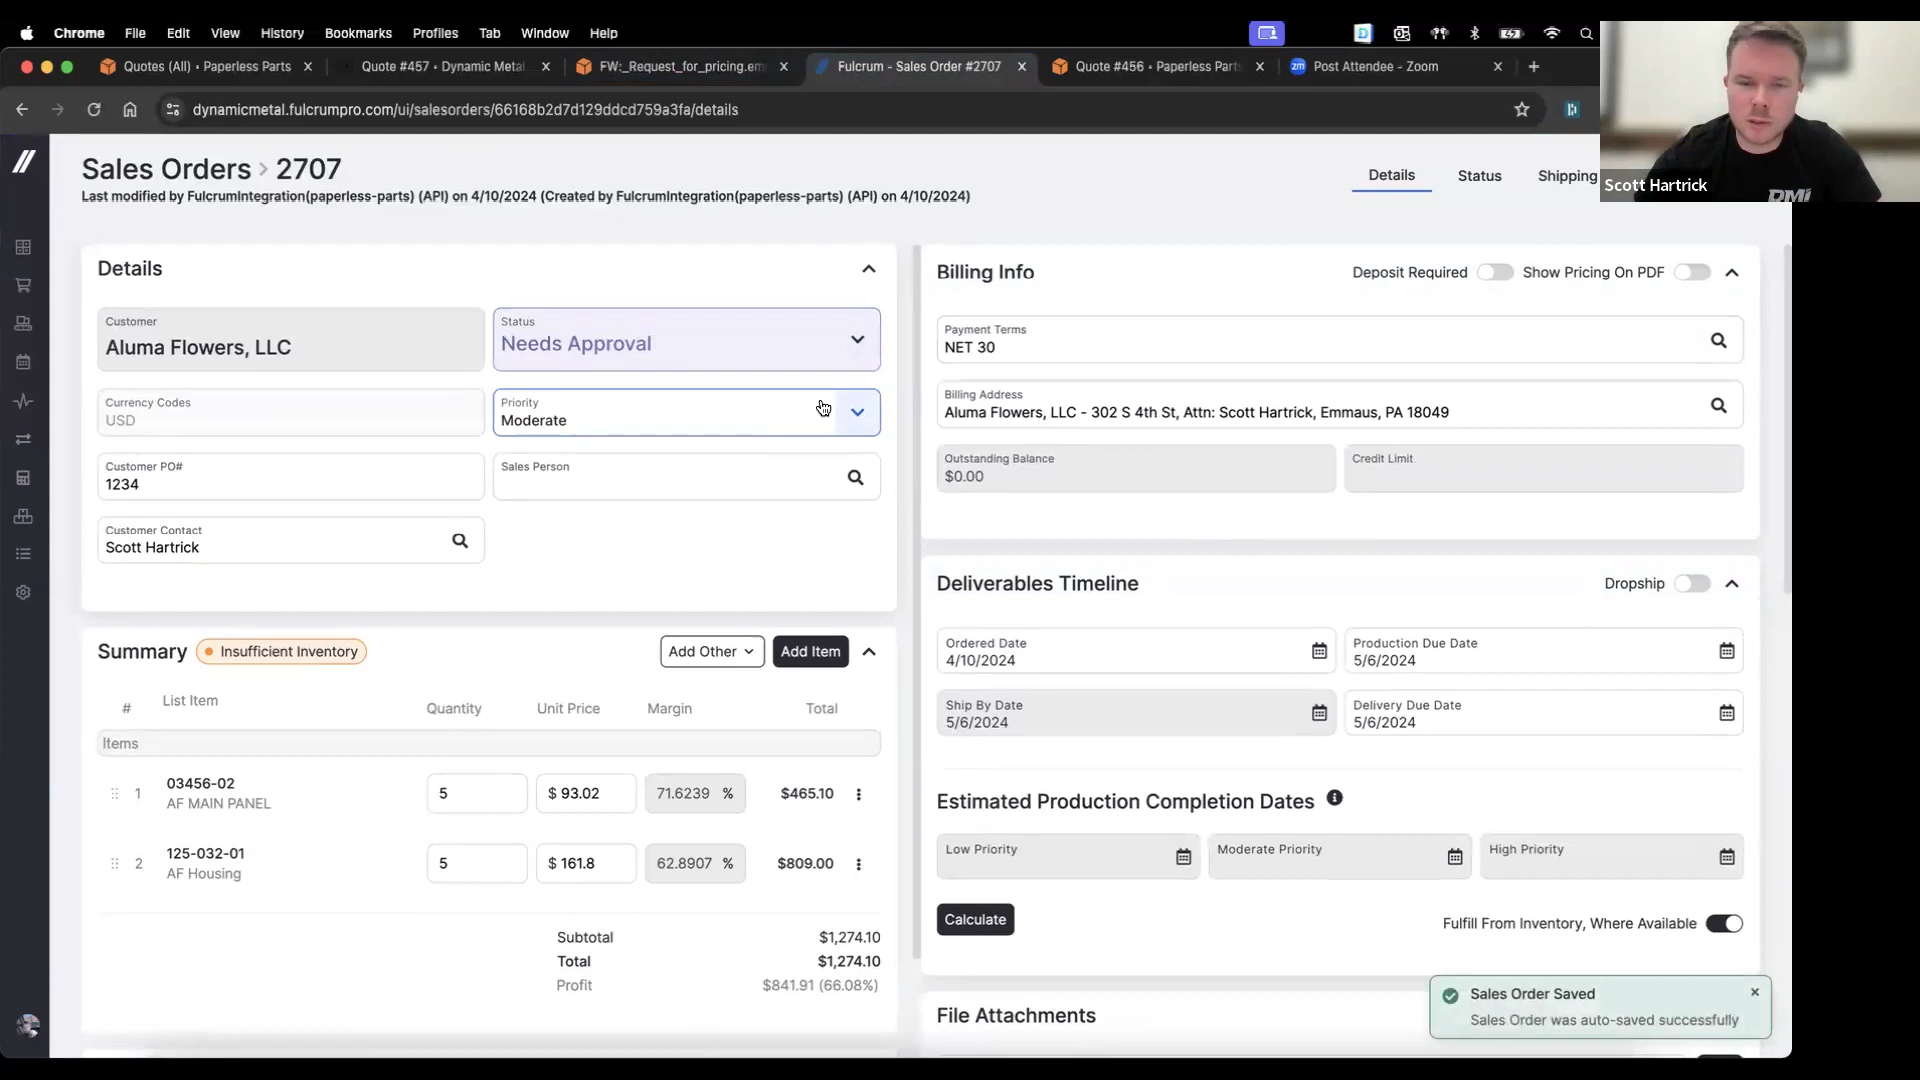 Chrome File Edit View History Bookmarks Profiles Tab Window Help
Quotes (All) • Paperless Parts
Quote #457 • Dynamic Metal
FW:_Request_for_pricing.em
Fulcrum - Sales Order #2707
Quote #456 • Paperless Parts
Post Attendee - Zoom
dynamicmetal.fulcrumpro.com/ui/salesorders/66168b2d7d129ddcd759a3fa/details
Scott Hartrick
DMI
Sales Orders > 2707
Last modified by FulcrumIntegration(paperless-parts) (API) on 4/10/2024 (Created by FulcrumIntegration(paperless-parts) (API) on 4/10/2024)
Details Status Shipping
Details
Customer
Aluma Flowers, LLC
Status
Needs Approval
Currency Codes
USD
Priority
Moderate
Customer PO#
1234
Sales Person
Customer Contact
Scott Hartrick
Summary
Insufficient Inventory
Add Other
Add Item
# List Item Quantity Unit Price Margin Total
Items
1 03456-02 5 $ 93.02 71.6239 % $465.10
AF MAIN PANEL
2 125-032-01 5 $ 161.8 62.8907 % $809.00
AF Housing
Subtotal $1,274.10
Total $1,274.10
Profit $841.91 (66.08%)
Billing Info
Deposit Required
Show Pricing On PDF
Payment Terms
NET 30
Billing Address
Aluma Flowers, LLC - 302 S 4th St, Attn: Scott Hartrick, Emmaus, PA 18049
Outstanding Balance
$0.00
Credit Limit
Deliverables Timeline
Dropship
Ordered Date
4/10/2024
Production Due Date
5/6/2024
Ship By Date
5/6/2024
Delivery Due Date
5/6/2024
Estimated Production Completion Dates
Low Priority
Moderate Priority
High Priority
Calculate
Fulfill From Inventory, Where Available
File Attachments
Sales Order Saved
Sales Order was auto-saved successfully